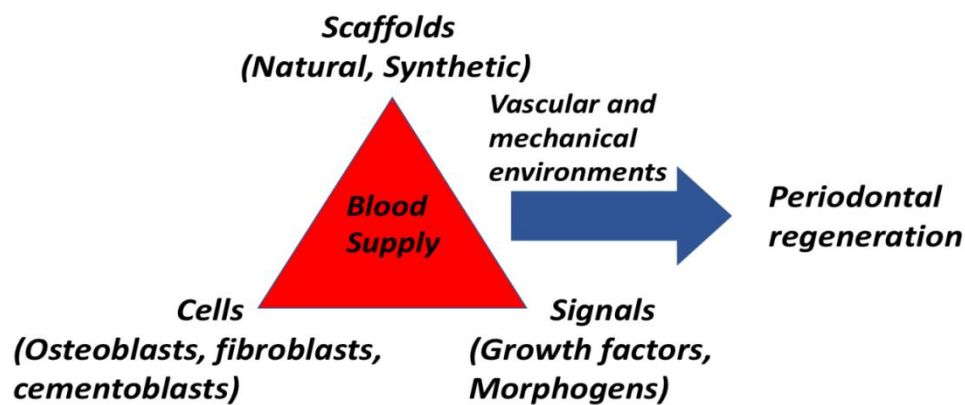 Scaffolds
(Natural, Synthetic)
Vascular and
mechanical
environments
Blood
Supply
Periodontal
regeneration
Cells
(Osteoblasts, fibroblasts,
cementoblasts)
Signals
(Growth factors,
Morphogens)